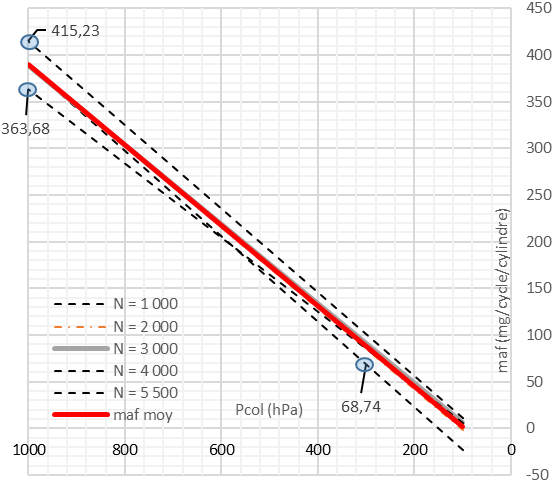 415,23
363,68
68,74
450
400
350
300
250
200
150
100
50
0
-50
maf (mg/cycle/cylindre)
N = 1 000
N = 2 000
N = 3 000
N = 4 000
N = 5 500
maf moy
Pcol (hPa)
1000 800 600 400 200 0